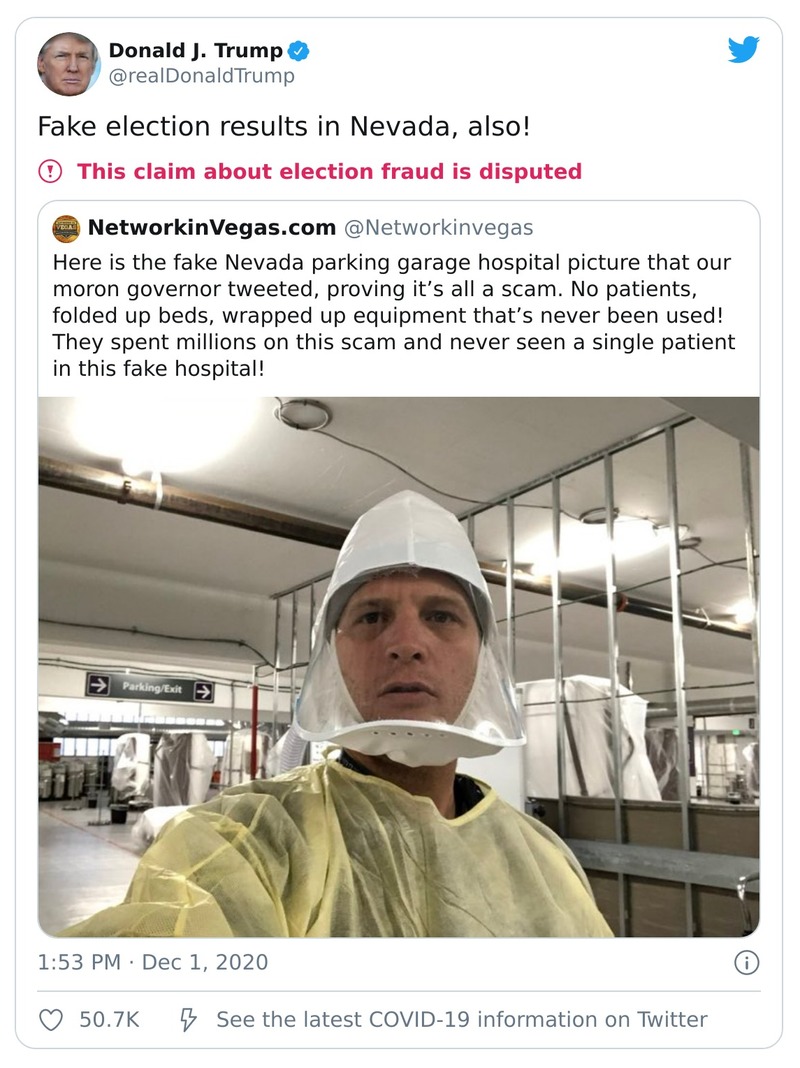 Donald J. Trump
@realDonaldTrump
Fake election results in Nevada, also!
This claim about election fraud is disputed
NetworkinVegas.com @Networkinvegas
Here is the fake Nevada parking garage hospital picture that our
moron governor tweeted, proving it’s all a scam. No patients,
folded up beds, wrapped up equipment that’s never been used!
They spent millions on this scam and never seen a single patient
in this fake hospital!
Parking/Exit
1:53 PM · Dec 1, 2020
50.7K See the latest COVID-19 information on Twitter